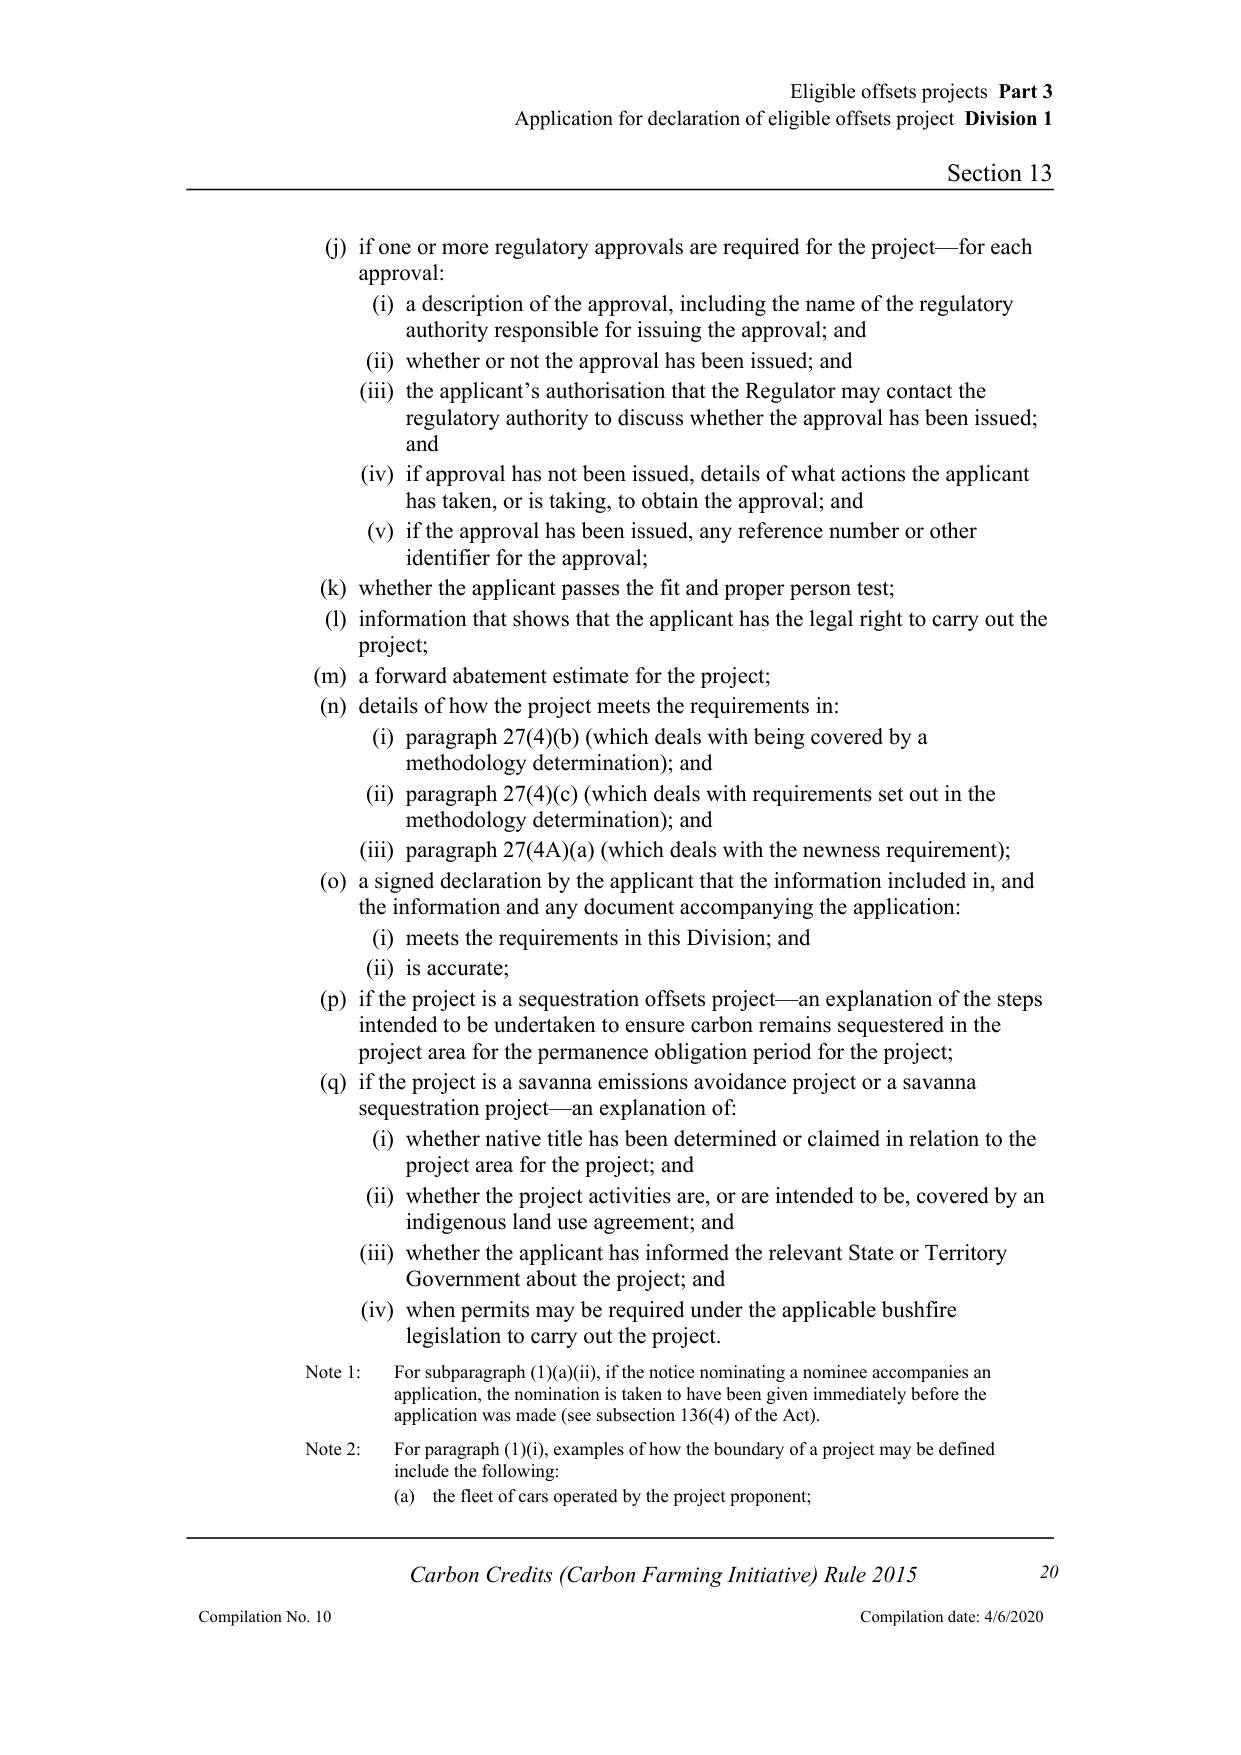 Eligible offsets projects Part 3
Application for declaration of eligible offsets project Division 1
Section 13
(j) if one or more regulatory approvals are required for the project—for each
approval:
(i) a description of the approval, including the name of the regulatory
authority responsible for issuing the approval; and
(ii) whether or not the approval has been issued; and
(iii) the applicant’s authorisation that the Regulator may contact the
regulatory authority to discuss whether the approval has been issued;
and
(iv) if approval has not been issued, details of what actions the applicant
has taken, or is taking, to obtain the approval; and
(v) if the approval has been issued, any reference number or other
identifier for the approval;
(k) whether the applicant passes the fit and proper person test;
(l) information that shows that the applicant has the legal right to carry out the
project;
(m) a forward abatement estimate for the project;
(n) details of how the project meets the requirements in:
(i) paragraph 27(4)(b) (which deals with being covered by a
methodology determination); and
(ii) paragraph 27(4)(c) (which deals with requirements set out in the
methodology determination); and
(iii) paragraph 27(4A)(a) (which deals with the newness requirement);
(o) a signed declaration by the applicant that the information included in, and
the information and any document accompanying the application:
(i) meets the requirements in this Division; and
(ii) is accurate;
(p) if the project is a sequestration offsets project—an explanation of the steps
intended to be undertaken to ensure carbon remains sequestered in the
project area for the permanence obligation period for the project;
(q) if the project is a savanna emissions avoidance project or a savanna
sequestration project—an explanation of:
(i) whether native title has been determined or claimed in relation to the
project area for the project; and
(ii) whether the project activities are, or are intended to be, covered by an
indigenous land use agreement; and
(iii) whether the applicant has informed the relevant State or Territory
Government about the project; and
(iv) when permits may be required under the applicable bushfire
legislation to carry out the project.
Note 1: For subparagraph (1)(a)(ii), if the notice nominating a nominee accompanies an
application, the nomination is taken to have been given immediately before the
application was made (see subsection 136(4) of the Act).
Note 2: For paragraph (1)(i), examples of how the boundary of a project may be defined
include the following:
(a) the fleet of cars operated by the project proponent;
Carbon Credits (Carbon Farming Initiative) Rule 2015 20
Compilation No. 10 Compilation date: 4/6/2020